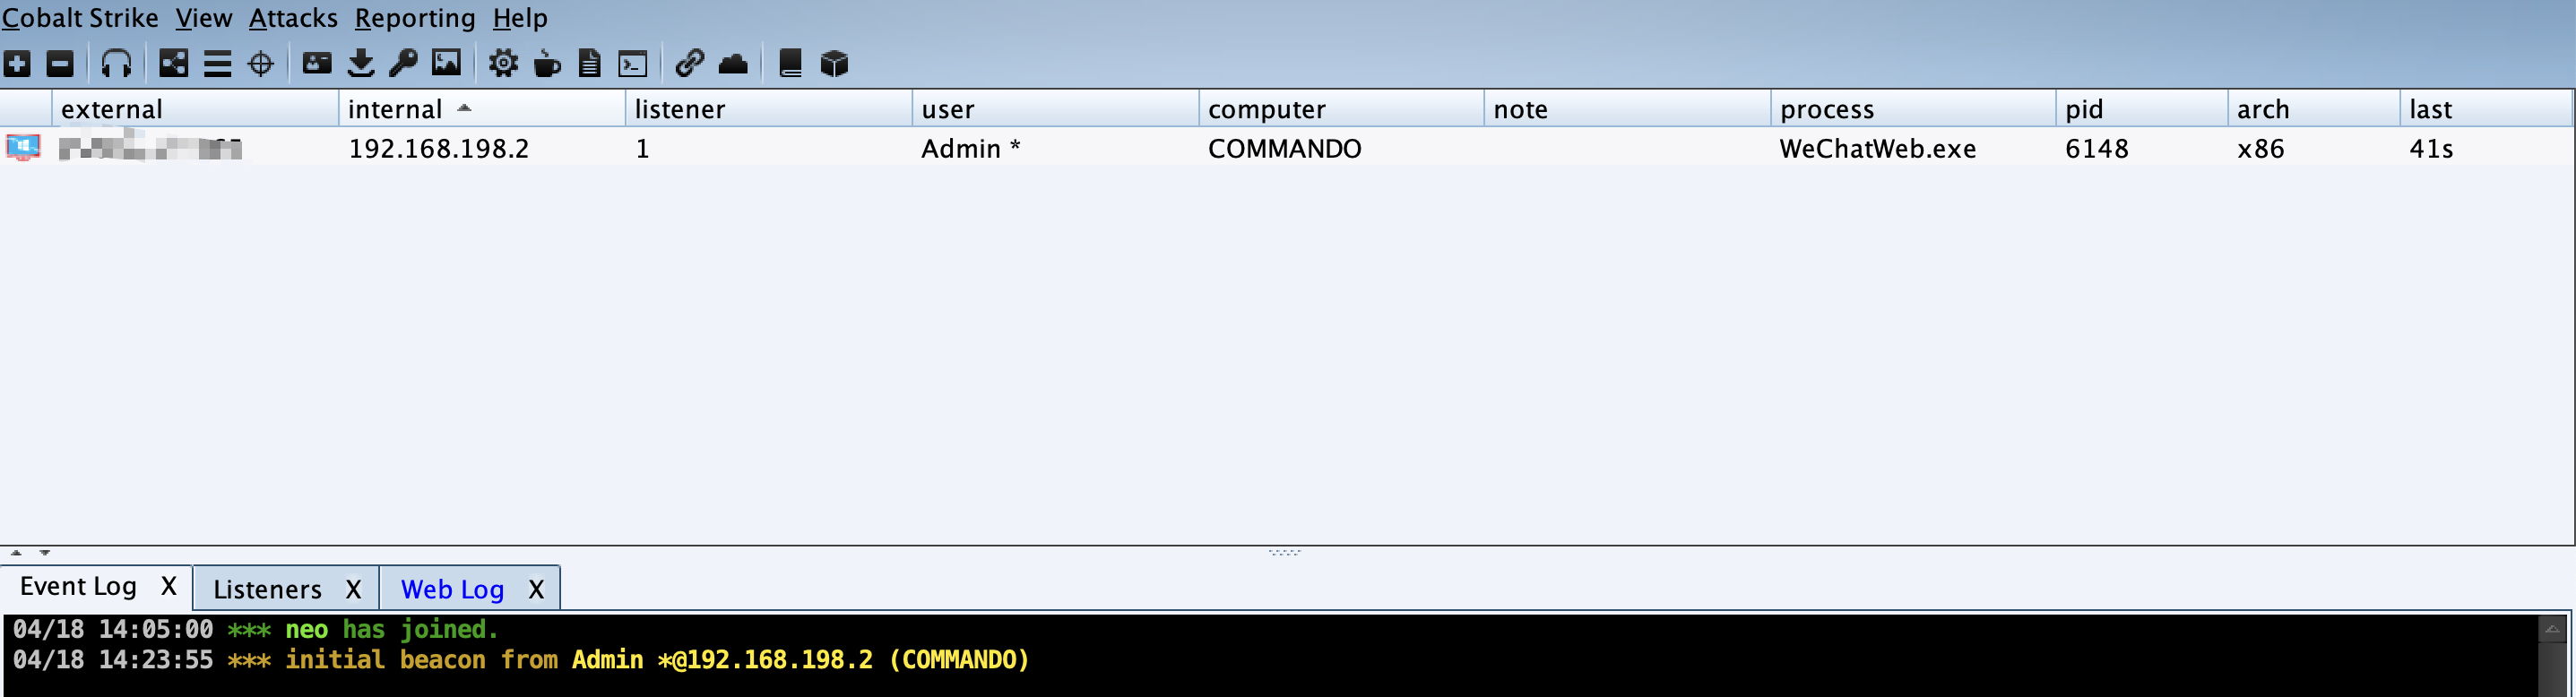 Cobalt Strike View Attacks Reporting Help
external internal listener user computer note process pid arch last
192.168.198.2 1 Admin * COMMANDO WeChatWeb.exe 6148 x86 41s
Event Log X Listeners X Web Log X
04/18 14:05:00 *** neo has joined.
04/18 14:23:55 *** initial beacon from Admin *@192.168.198.2 (COMMANDO)